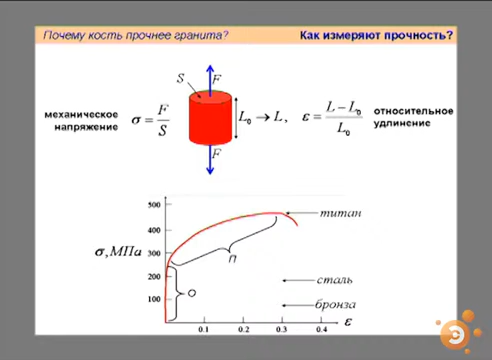 Почему кость прочнее гранита?
Как измеряют прочность?
S
F
механическое
напряжение
σ = F / S
L₀ → L,
ε = (L − L₀) / L₀
относительное
удлинение
F
500
400
300
200
100
σ, МПа
титан
П
О
сталь
бронза
0.1 0.2 0.3 0.4 ε
Э